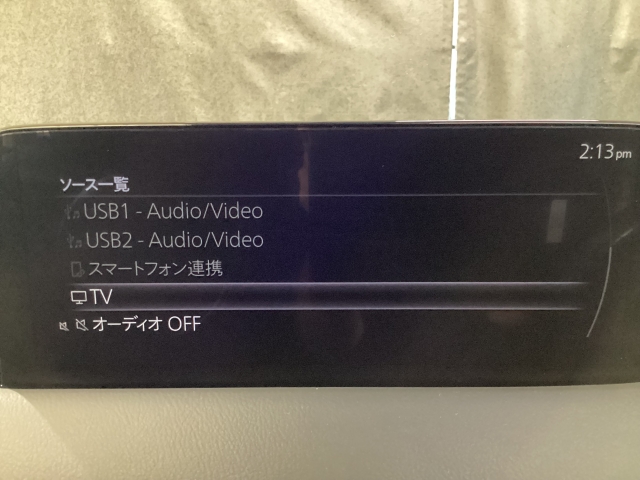 2:13pm
ソース一覧
USB1 - Audio/Video
USB2 - Audio/Video
スマートフォン連携
TV
オーディオ OFF